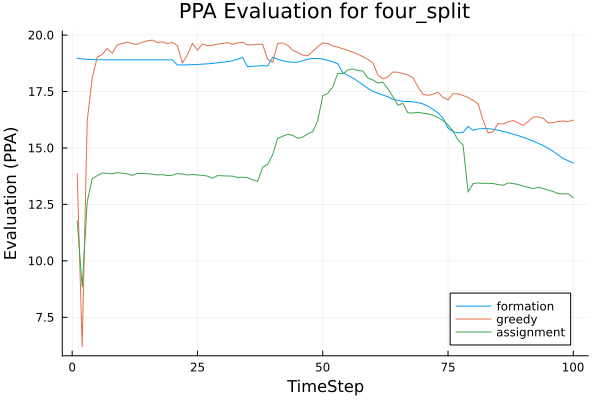 PPA Evaluation for four_split
Evaluation (PPA)
20.0
17.5
15.0
12.5
10.0
7.5
0
25
50
75
100
TimeStep
formation
greedy
assignment